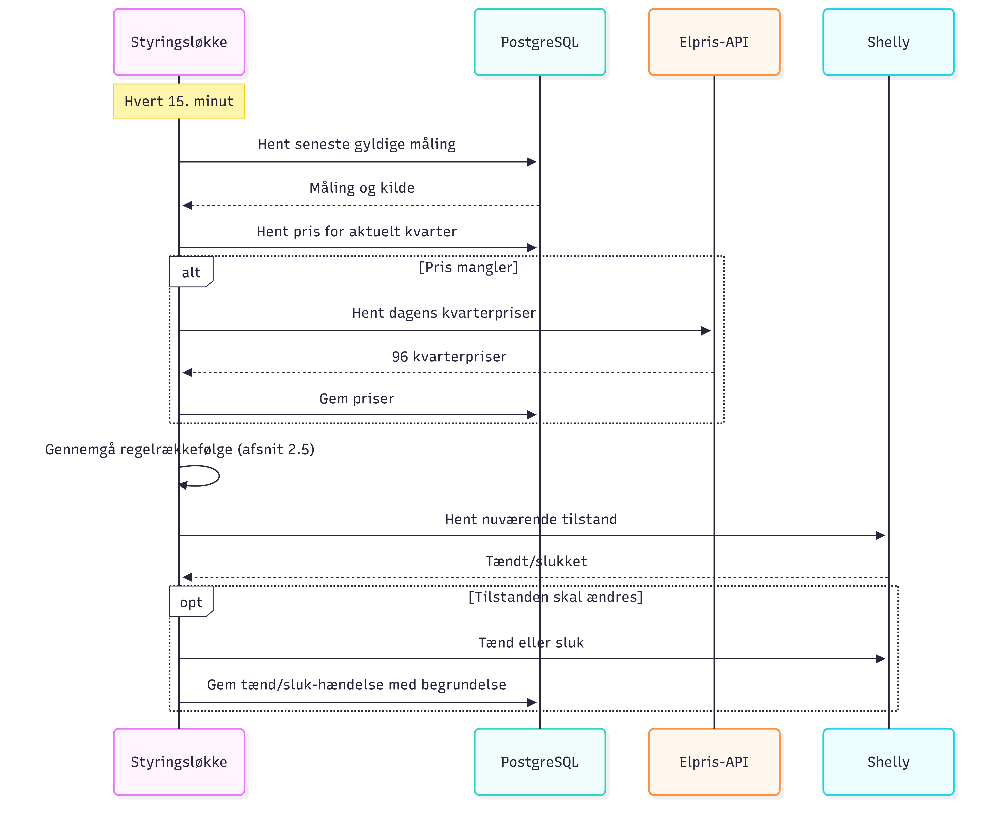 Styringsløkke
PostgreSQL
Elpris-API
Shelly
Hvert 15. minut
Hent seneste gyldige måling
Måling og kilde
Hent pris for aktuelt kvarter
alt
[Pris mangler]
Hent dagens kvarterpriser
96 kvarterpriser
Gem priser
Gennemgå regelrækkefølge (afsnit 2.5)
Hent nuværende tilstand
Tændt/slukket
opt
[Tilstanden skal ændres]
Tænd eller sluk
Gem tænd/sluk-hændelse med begrundelse
Styringsløkke
PostgreSQL
Elpris-API
Shelly